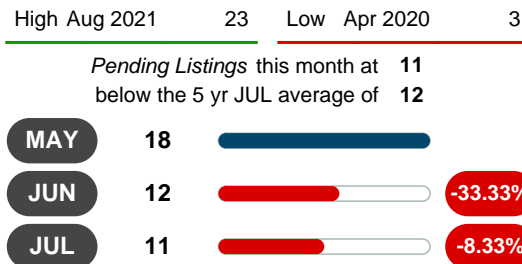 High Aug 2021 23 Low Apr 2020 3
Pending Listings this month at 11
below the 5 yr JUL average of 12
MAY 18
JUN 12 -33.33%
JUL 11 -8.33%